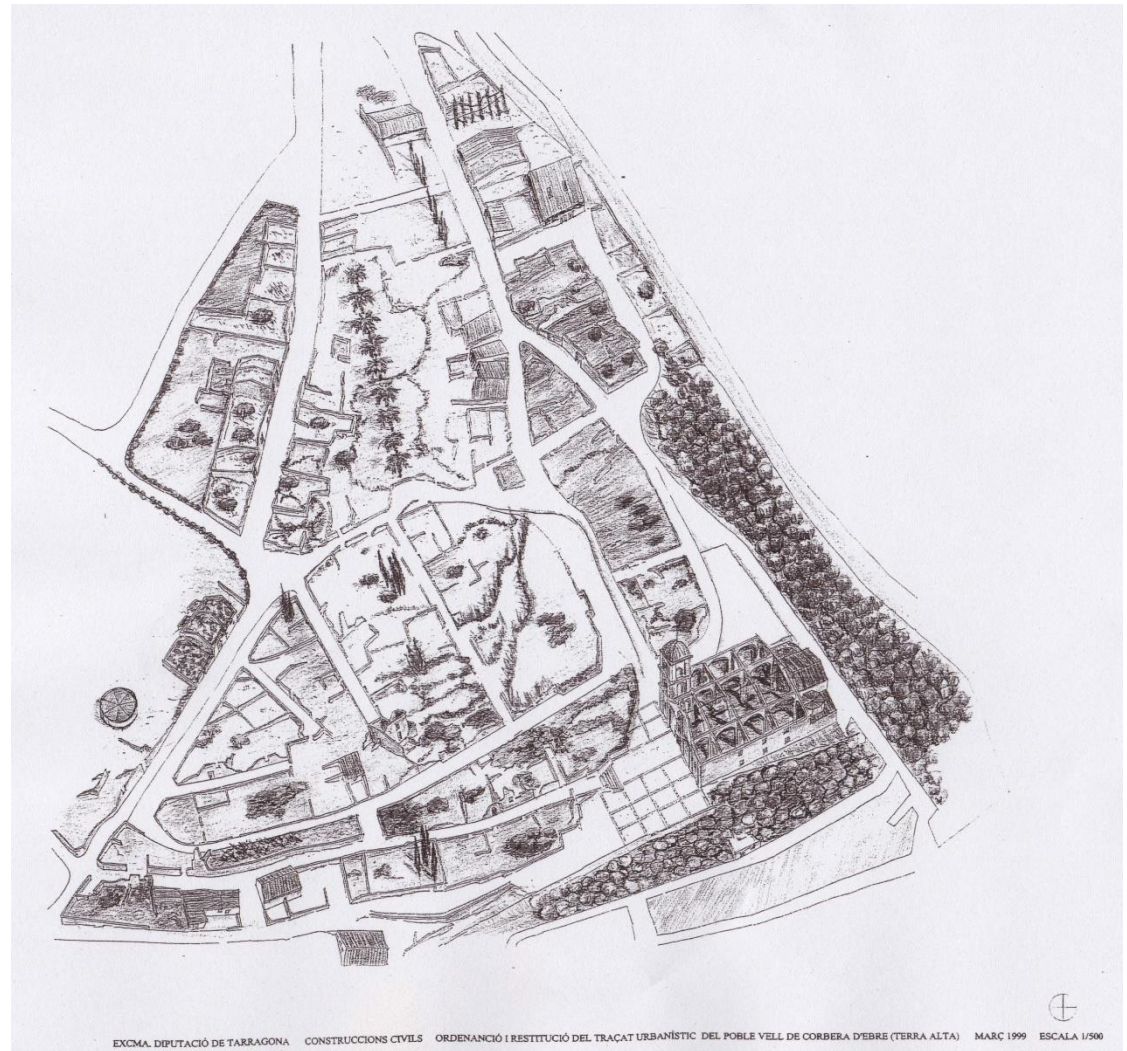 EXCMA. DIPUTACIÓ DE TARRAGONA CONSTRUCCIONS CIVILS ORDENANCIÓ I RESTITUCIÓ DEL TRAÇAT URBANÍSTIC DEL POBLE VELL DE CORBERA D'EBRE (TERRA ALTA) MARÇ 1999 ESCALA 1/500